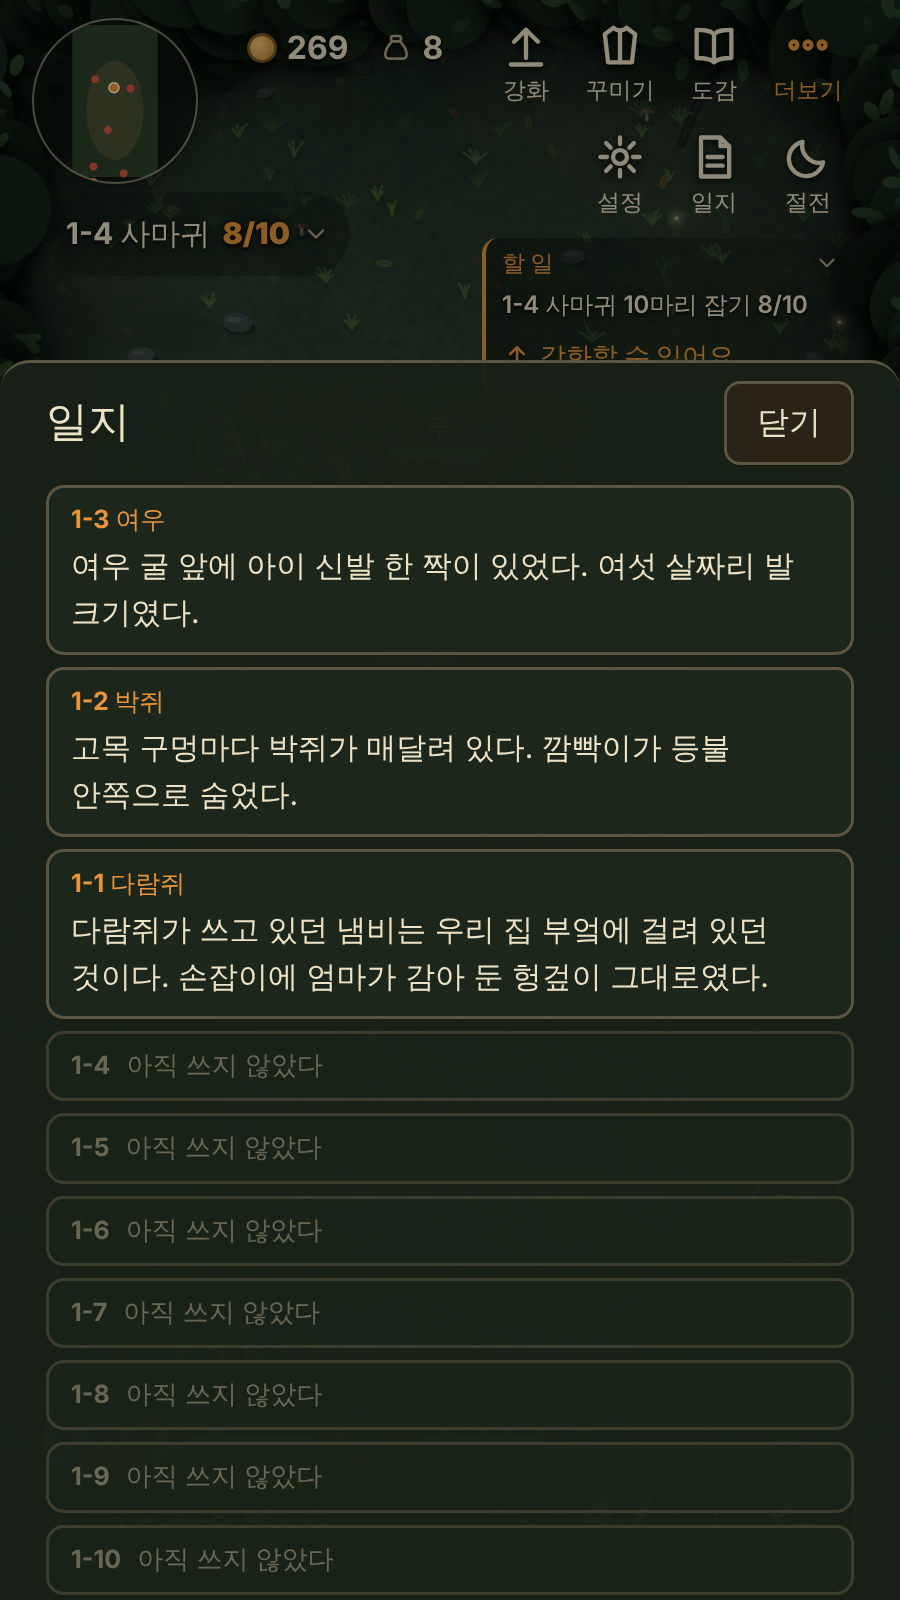 269
8
강화
꾸미기
도감
더보기
설정
일지
절전
1-4 사마귀 8/10
할 일
1-4 사마귀 10마리 잡기 8/10
강화할 수 있어요
일지
닫기
1-3 여우
여우 굴 앞에 아이 신발 한 짝이 있었다. 여섯 살짜리 발
크기였다.
1-2 박쥐
고목 구멍마다 박쥐가 매달려 있다. 깜빡이가 등불
안쪽으로 숨었다.
1-1 다람쥐
다람쥐가 쓰고 있던 냄비는 우리 집 부엌에 걸려 있던
것이다. 손잡이에 엄마가 감아 둔 헝겊이 그대로였다.
1-4 아직 쓰지 않았다
1-5 아직 쓰지 않았다
1-6 아직 쓰지 않았다
1-7 아직 쓰지 않았다
1-8 아직 쓰지 않았다
1-9 아직 쓰지 않았다
1-10 아직 쓰지 않았다